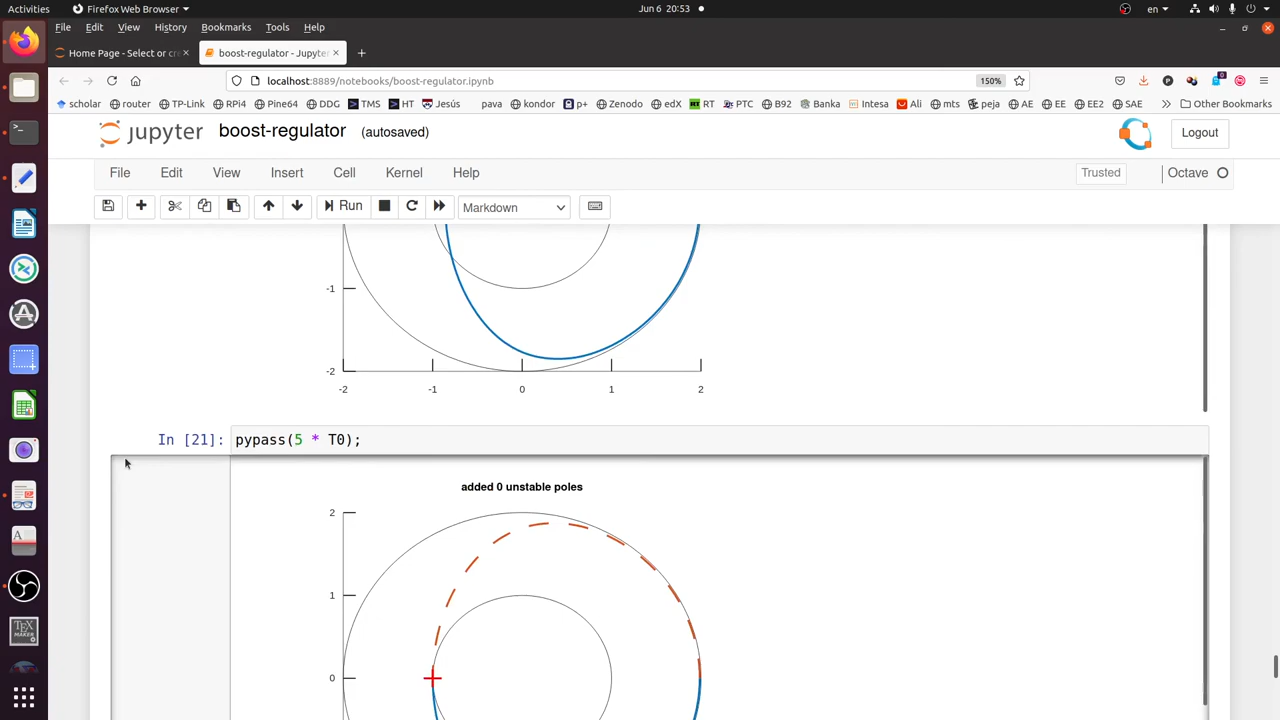 Activities
Firefox Web Browser
Jun 6 20:53
en
File Edit View History Bookmarks Tools Help
Home Page - Select or cre
boost-regulator - Jupyte
localhost:8889/notebooks/boost-regulator.ipynb
150%
scholar router TP-Link RPi4 Pine64 DDG TMS HT Jesús pava kondor p+ Zenodo edX RT PTC B92 Banka Intesa Ali mts peja AE EE EE2 SAE Other Bookmarks
jupyter boost-regulator (autosaved)
Logout
File Edit View Insert Cell Kernel Help
Trusted
Octave
Run
Markdown
-1
-2
-2 -1 0 1 2
In [21]: pypass(5 * T0);
added 0 unstable poles
2
1
0